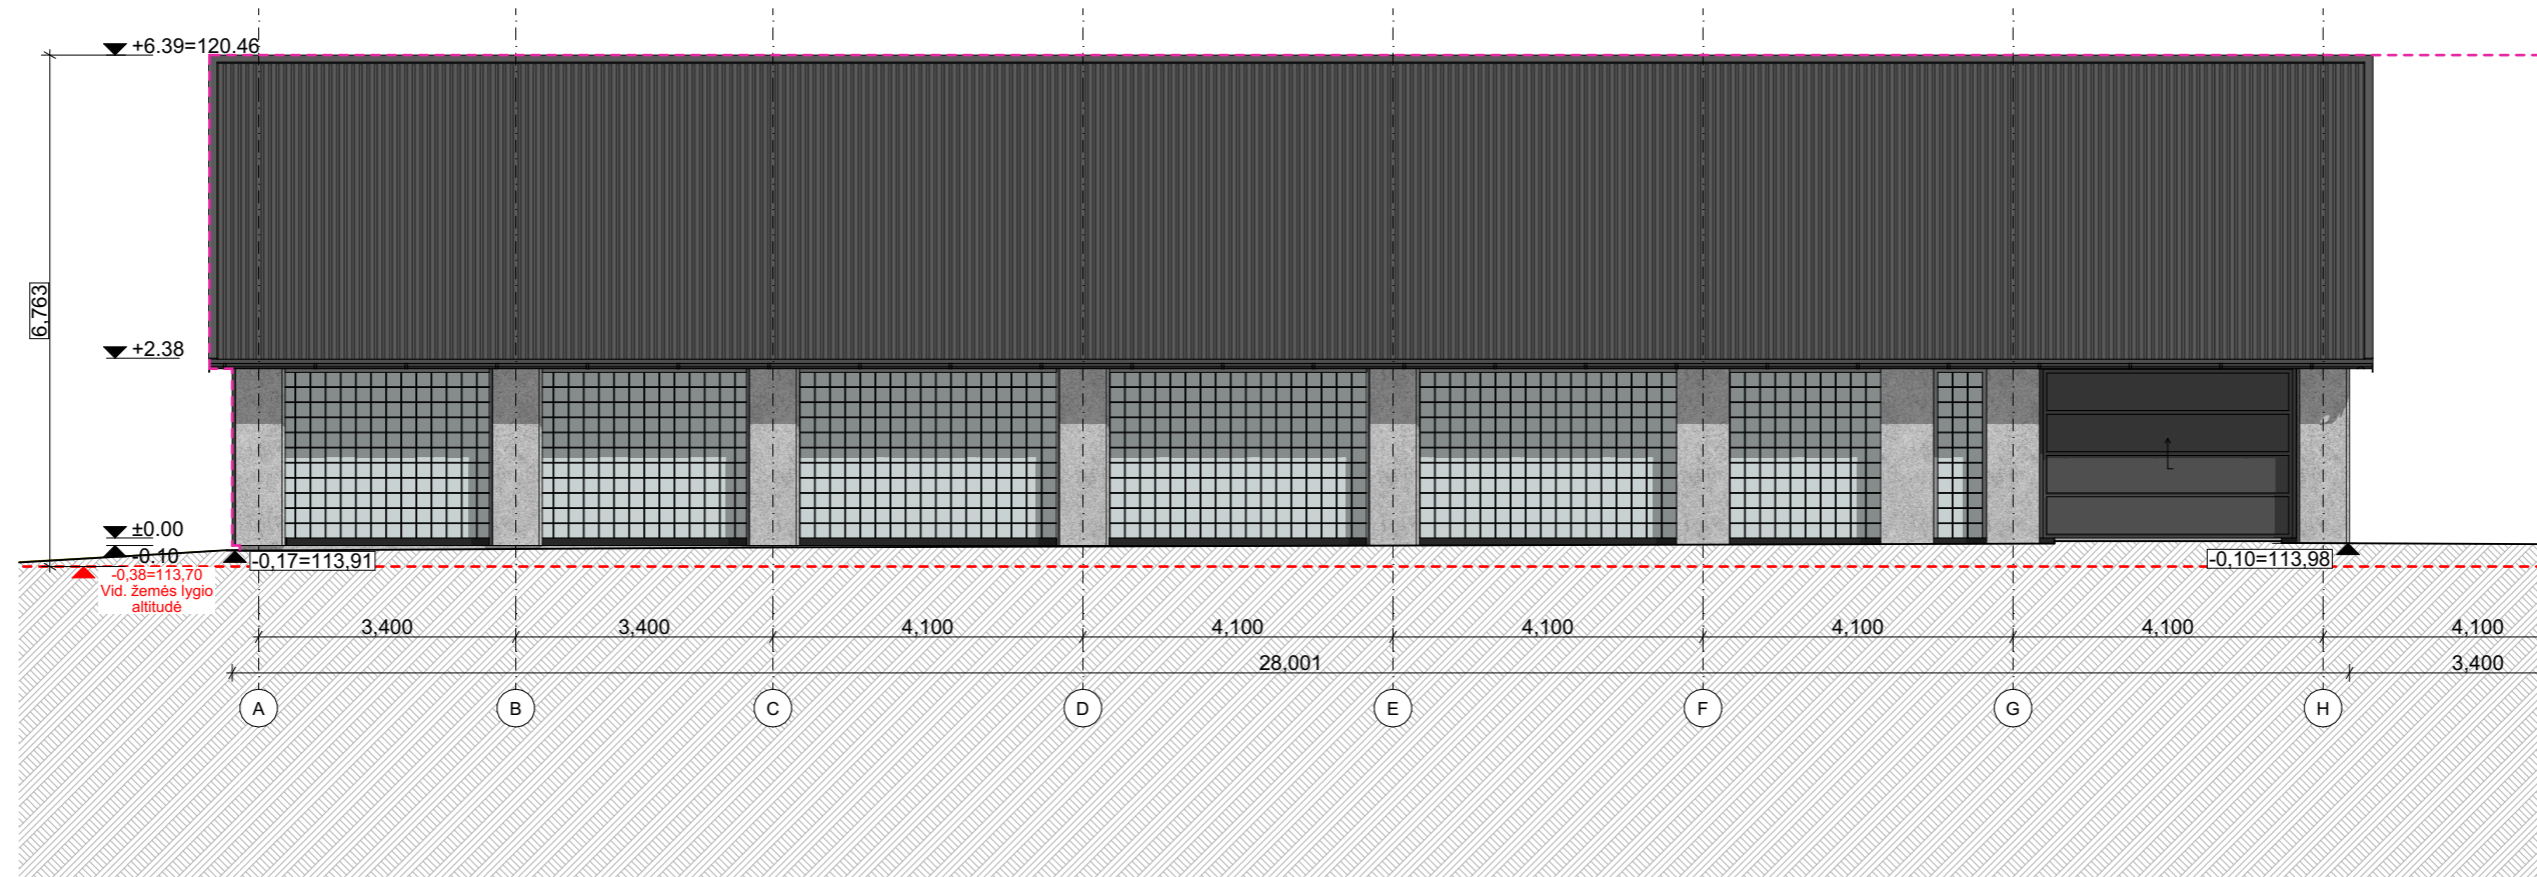 +6.39=120.46
6,763
+2.38
±0.00
-0.10
-0,17=113,91
-0,10=113,98
-0,38=113,70
Vid. žemės lygio
altitudė
3,400 3,400 4,100 4,100 4,100 4,100 4,100 4,100
28,001 3,400
A B C D E F G H